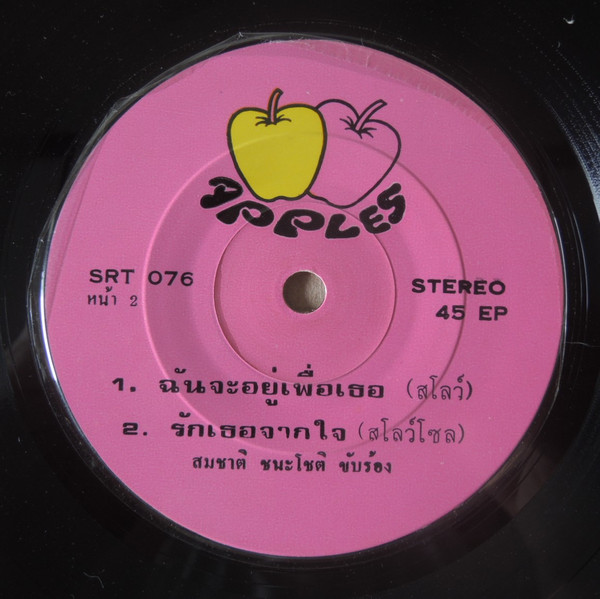 APPLES
SRT 076
หน้า 2
STEREO
45 EP
1. ฉันจะอยู่เพื่อเธอ (สโลว์)
2. รักเธอจากใจ (สโลว์โซล)
สมชาติ ชนะโชติ ขับร้อง